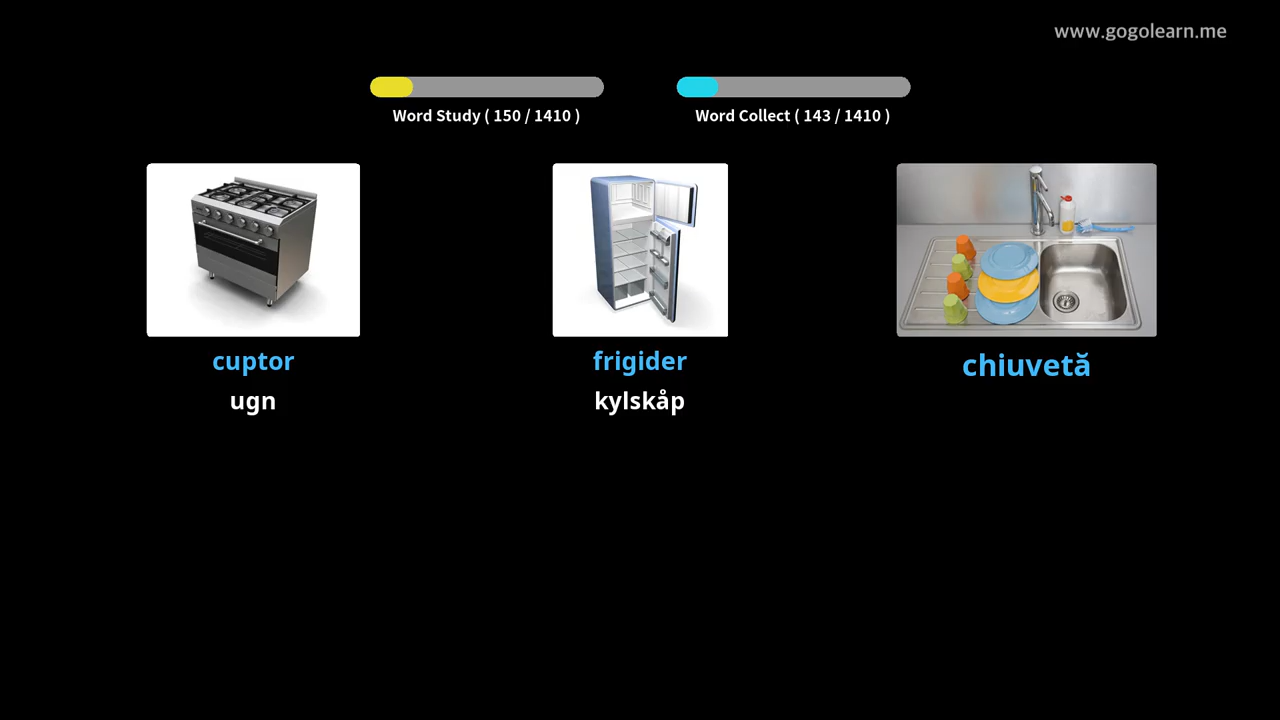 www.gogolearn.me
Word Study ( 150 / 1410 )
Word Collect ( 143 / 1410 )
cuptor
frigider
chiuvetă
ugn
kylskåp